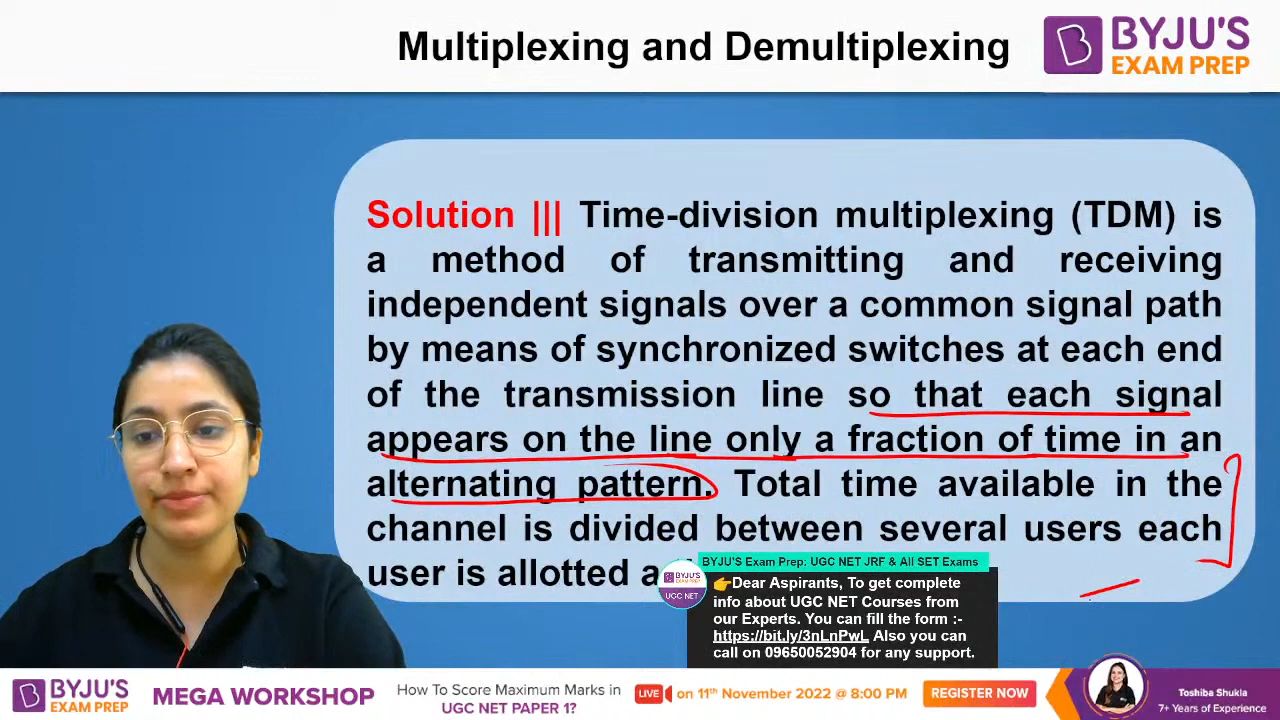 Multiplexing and Demultiplexing
BYJU'S
EXAM PREP
Solution ||| Time-division multiplexing (TDM) is
a method of transmitting and receiving
independent signals over a common signal path
by means of synchronized switches at each end
of the transmission line so that each signal
appears on the line only a fraction of time in an
alternating pattern. Total time available in the
channel is divided between several users each
user is allotted a
BYJU'S Exam Prep: UGC NET JRF & All SET Exams
BYJU'S
UGC NET
👉Dear Aspirants, To get complete
info about UGC NET Courses from
our Experts. You can fill the form :-
https://bit.ly/3nLnPwL Also you can
call on 09650052904 for any support.
BYJU'S
EXAM PREP
MEGA WORKSHOP
How To Score Maximum Marks in
UGC NET PAPER 1?
LIVE
on 11th November 2022 @ 8:00 PM
REGISTER NOW
Toshiba Shukla
7+ Years of Experience